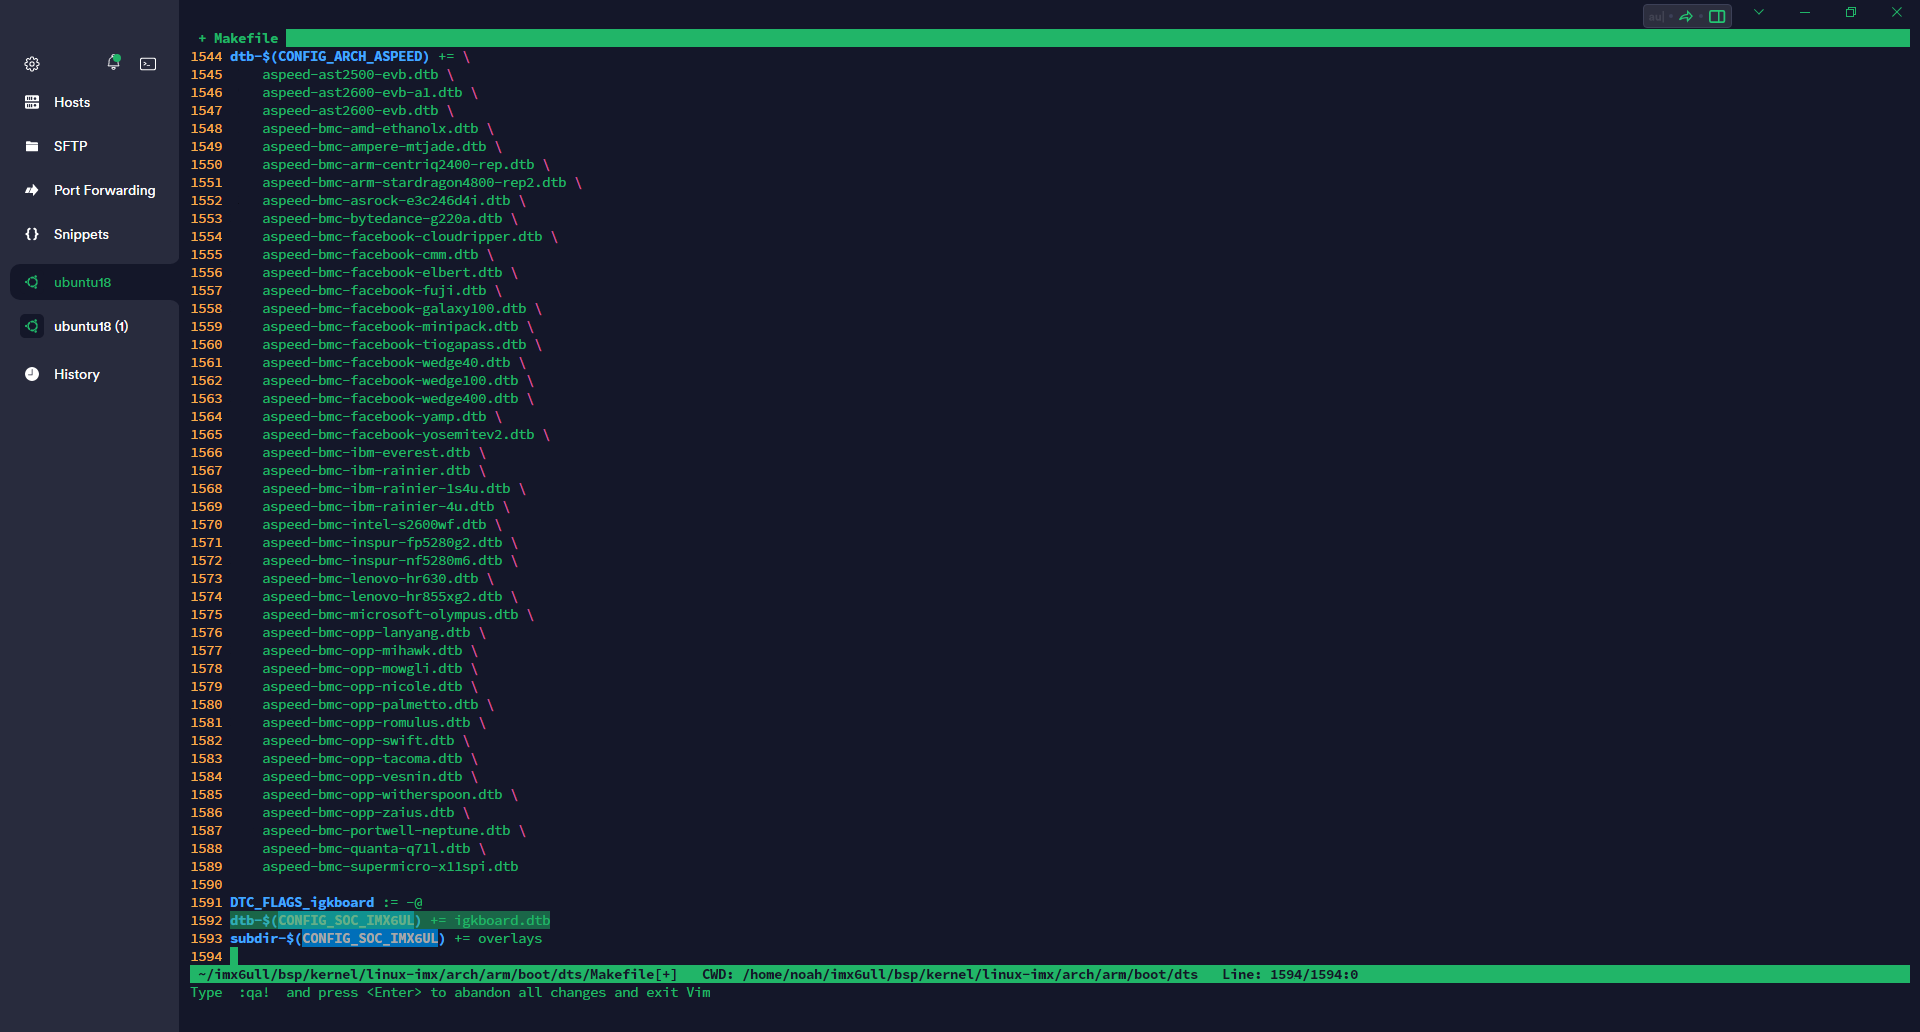 Hosts
SFTP
Port Forwarding
Snippets
ubuntu18
ubuntu18 (1)
History
+ Makefile
1544 dtb-$(CONFIG_ARCH_ASPEED) += \
1545     aspeed-ast2500-evb.dtb \
1546     aspeed-ast2600-evb-a1.dtb \
1547     aspeed-ast2600-evb.dtb \
1548     aspeed-bmc-amd-ethanolx.dtb \
1549     aspeed-bmc-ampere-mtjade.dtb \
1550     aspeed-bmc-arm-centriq2400-rep.dtb \
1551     aspeed-bmc-arm-stardragon4800-rep2.dtb \
1552     aspeed-bmc-asrock-e3c246d4i.dtb \
1553     aspeed-bmc-bytedance-g220a.dtb \
1554     aspeed-bmc-facebook-cloudripper.dtb \
1555     aspeed-bmc-facebook-cmm.dtb \
1556     aspeed-bmc-facebook-elbert.dtb \
1557     aspeed-bmc-facebook-fuji.dtb \
1558     aspeed-bmc-facebook-galaxy100.dtb \
1559     aspeed-bmc-facebook-minipack.dtb \
1560     aspeed-bmc-facebook-tiogapass.dtb \
1561     aspeed-bmc-facebook-wedge40.dtb \
1562     aspeed-bmc-facebook-wedge100.dtb \
1563     aspeed-bmc-facebook-wedge400.dtb \
1564     aspeed-bmc-facebook-yamp.dtb \
1565     aspeed-bmc-facebook-yosemitev2.dtb \
1566     aspeed-bmc-ibm-everest.dtb \
1567     aspeed-bmc-ibm-rainier.dtb \
1568     aspeed-bmc-ibm-rainier-1s4u.dtb \
1569     aspeed-bmc-ibm-rainier-4u.dtb \
1570     aspeed-bmc-intel-s2600wf.dtb \
1571     aspeed-bmc-inspur-fp5280g2.dtb \
1572     aspeed-bmc-inspur-nf5280m6.dtb \
1573     aspeed-bmc-lenovo-hr630.dtb \
1574     aspeed-bmc-lenovo-hr855xg2.dtb \
1575     aspeed-bmc-microsoft-olympus.dtb \
1576     aspeed-bmc-opp-lanyang.dtb \
1577     aspeed-bmc-opp-mihawk.dtb \
1578     aspeed-bmc-opp-mowgli.dtb \
1579     aspeed-bmc-opp-nicole.dtb \
1580     aspeed-bmc-opp-palmetto.dtb \
1581     aspeed-bmc-opp-romulus.dtb \
1582     aspeed-bmc-opp-swift.dtb \
1583     aspeed-bmc-opp-tacoma.dtb \
1584     aspeed-bmc-opp-vesnin.dtb \
1585     aspeed-bmc-opp-witherspoon.dtb \
1586     aspeed-bmc-opp-zaius.dtb \
1587     aspeed-bmc-portwell-neptune.dtb \
1588     aspeed-bmc-quanta-q71l.dtb \
1589     aspeed-bmc-supermicro-x11spi.dtb
1590
1591 DTC_FLAGS_igkboard := -@
1592 dtb-$(CONFIG_SOC_IMX6UL) += igkboard.dtb
1593 subdir-$(CONFIG_SOC_IMX6UL) += overlays
1594
~/imx6ull/bsp/kernel/linux-imx/arch/arm/boot/dts/Makefile[+]   CWD: /home/noah/imx6ull/bsp/kernel/linux-imx/arch/arm/boot/dts   Line: 1594/1594:0
Type  :qa!  and press <Enter> to abandon all changes and exit Vim